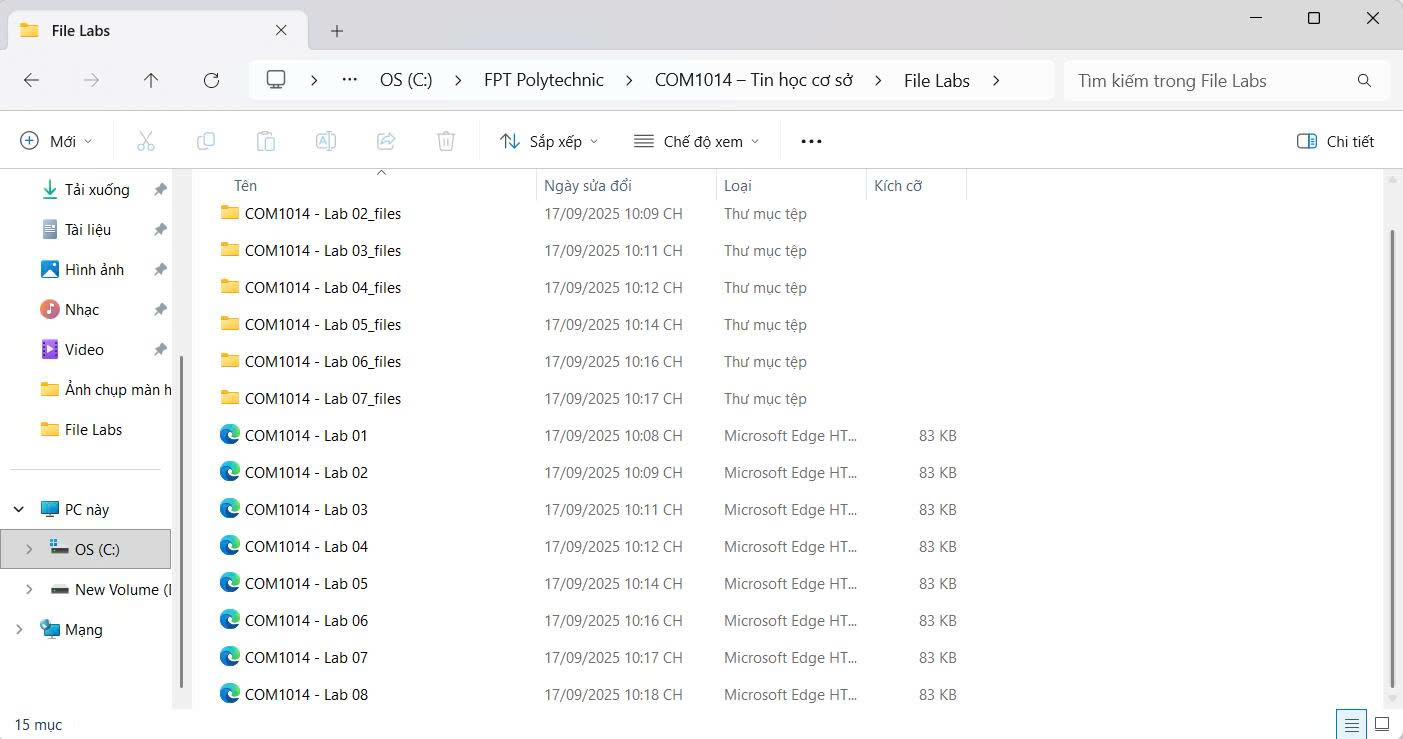 File Labs
OS (C:) FPT Polytechnic COM1014 – Tin học cơ sở File Labs
Tìm kiếm trong File Labs
Mới Sắp xếp Chế độ xem Chi tiết
Tải xuống
Tài liệu
Hình ảnh
Nhạc
Video
Ảnh chụp màn h
File Labs
PC này
OS (C:)
New Volume (
Mạng
Tên Ngày sửa đổi Loại Kích cỡ
COM1014 - Lab 02_files 17/09/2025 10:09 CH Thư mục tệp
COM1014 - Lab 03_files 17/09/2025 10:11 CH Thư mục tệp
COM1014 - Lab 04_files 17/09/2025 10:12 CH Thư mục tệp
COM1014 - Lab 05_files 17/09/2025 10:14 CH Thư mục tệp
COM1014 - Lab 06_files 17/09/2025 10:16 CH Thư mục tệp
COM1014 - Lab 07_files 17/09/2025 10:17 CH Thư mục tệp
COM1014 - Lab 01 17/09/2025 10:08 CH Microsoft Edge HT... 83 KB
COM1014 - Lab 02 17/09/2025 10:09 CH Microsoft Edge HT... 83 KB
COM1014 - Lab 03 17/09/2025 10:11 CH Microsoft Edge HT... 83 KB
COM1014 - Lab 04 17/09/2025 10:12 CH Microsoft Edge HT... 83 KB
COM1014 - Lab 05 17/09/2025 10:14 CH Microsoft Edge HT... 83 KB
COM1014 - Lab 06 17/09/2025 10:16 CH Microsoft Edge HT... 83 KB
COM1014 - Lab 07 17/09/2025 10:17 CH Microsoft Edge HT... 83 KB
COM1014 - Lab 08 17/09/2025 10:18 CH Microsoft Edge HT... 83 KB
15 mục